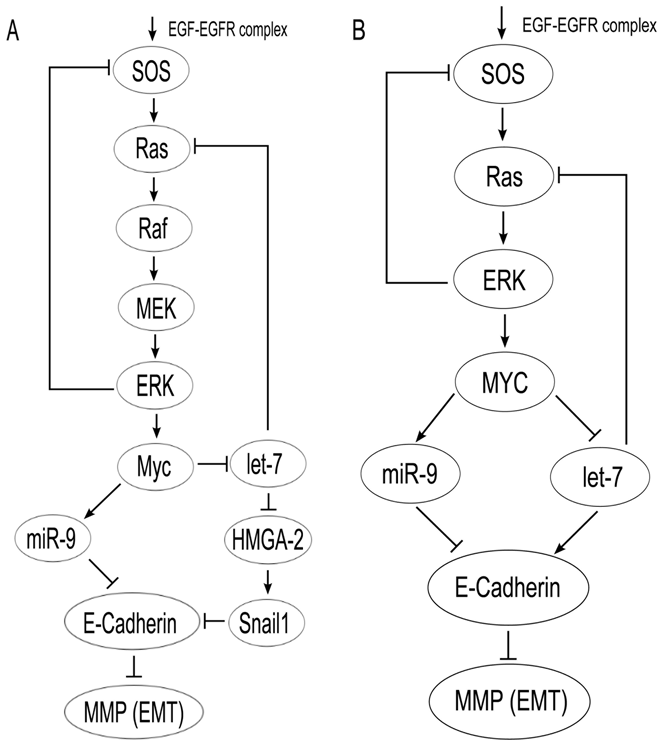 A
EGF-EGFR complex
SOS
Ras
Raf
MEK
ERK
Myc
let-7
miR-9
HMGA-2
E-Cadherin
Snail1
MMP (EMT)
B
EGF-EGFR complex
SOS
Ras
ERK
MYC
miR-9
let-7
E-Cadherin
MMP (EMT)